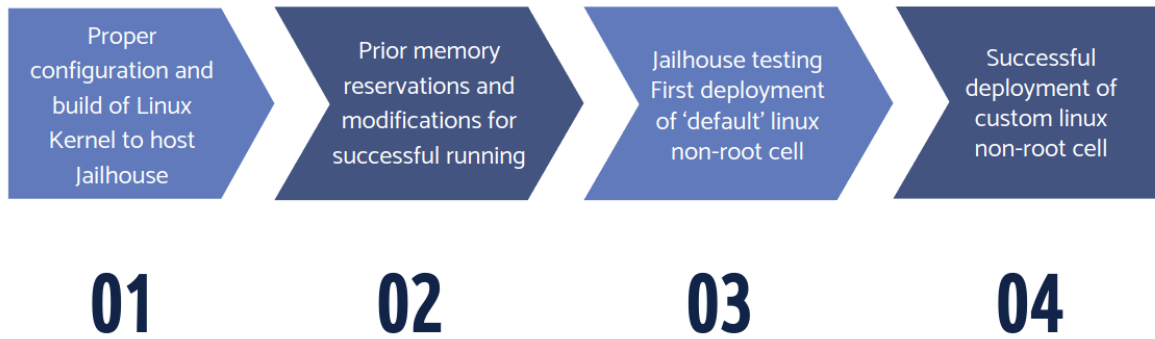 Proper
configuration and
build of Linux
Kernel to host
Jailhouse
Prior memory
reservations and
modifications for
successful running
Jailhouse testing
First deployment
of ‘default’ linux
non-root cell
Successful
deployment of
custom linux
non-root cell
01
02
03
04